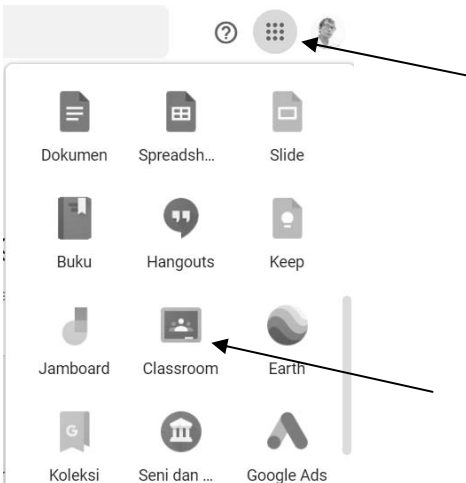 Dokumen Spreadsh... Slide
Buku Hangouts Keep
Jamboard Classroom Earth
G
Koleksi Seni dan ... Google Ads